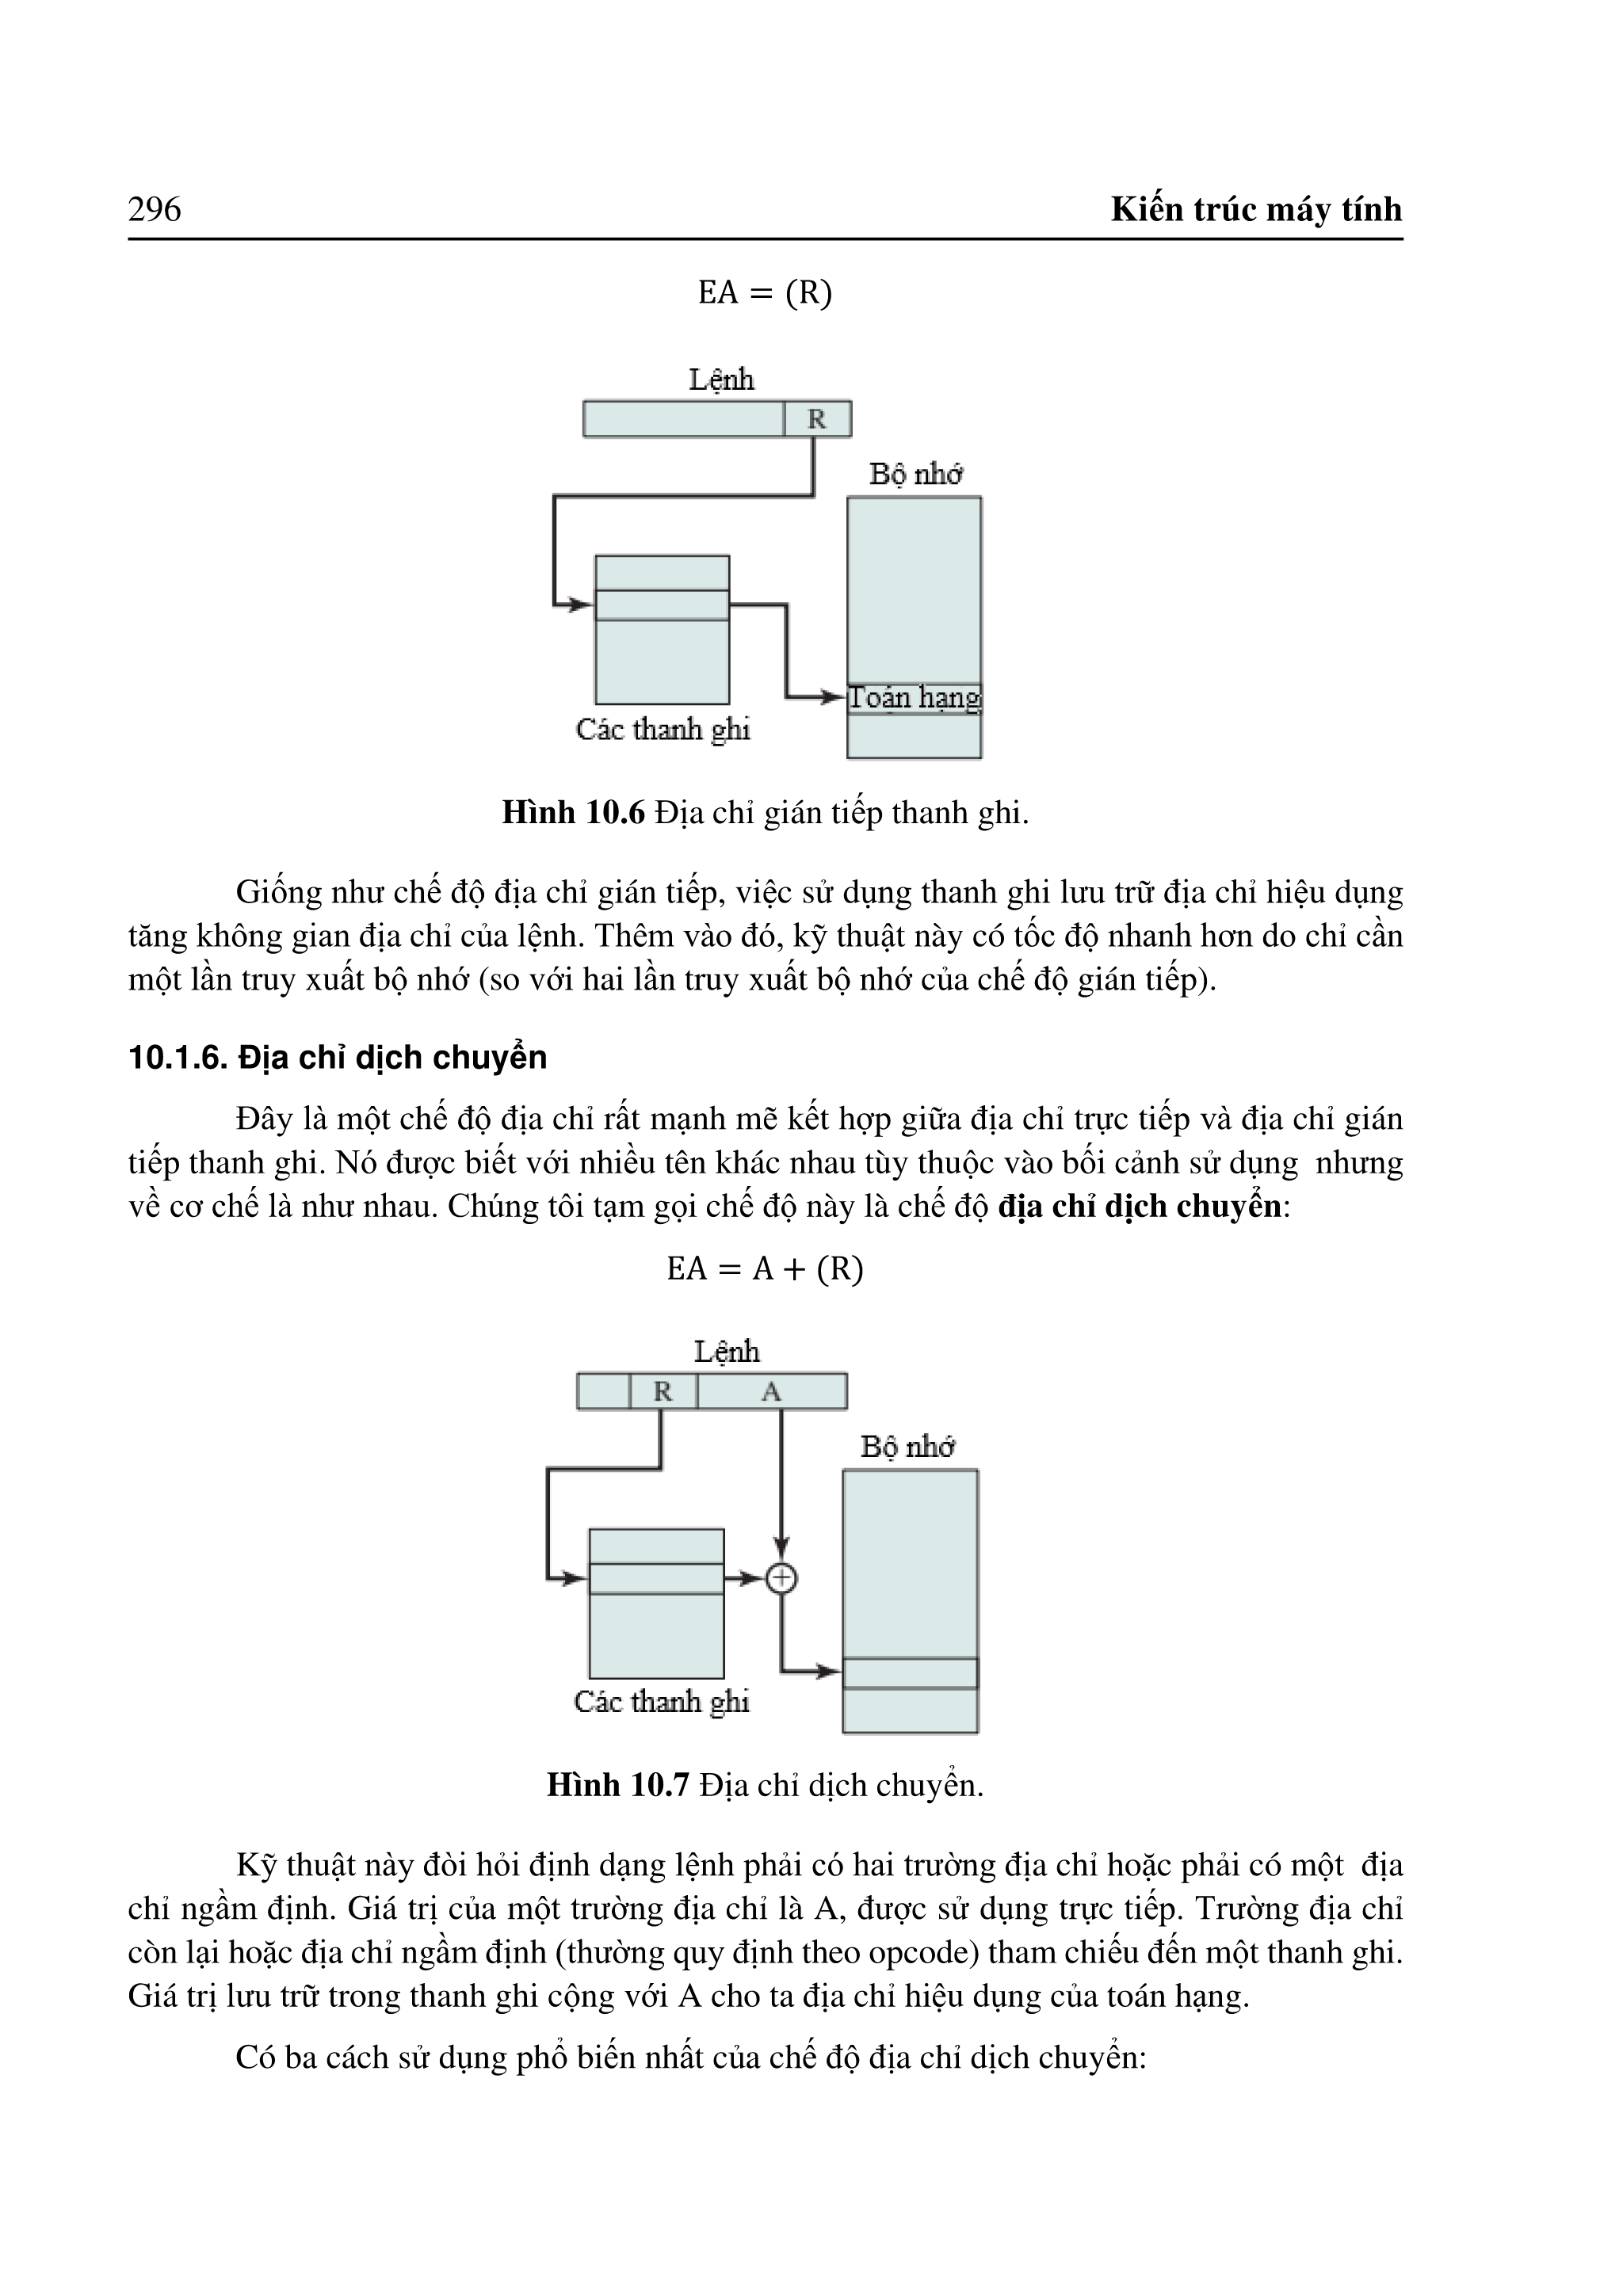 296 Kiến trúc máy tính
EA = (R)
Lệnh
R
Bộ nhớ
Toán hạng
Các thanh ghi
Hình 10.6 Địa chỉ gián tiếp thanh ghi.
Giống như chế độ địa chỉ gián tiếp, việc sử dụng thanh ghi lưu trữ địa chỉ hiệu dụng
tăng không gian địa chỉ của lệnh. Thêm vào đó, kỹ thuật này có tốc độ nhanh hơn do chỉ cần
một lần truy xuất bộ nhớ (so với hai lần truy xuất bộ nhớ của chế độ gián tiếp).
10.1.6. Địa chỉ dịch chuyển
Đây là một chế độ địa chỉ rất mạnh mẽ kết hợp giữa địa chỉ trực tiếp và địa chỉ gián
tiếp thanh ghi. Nó được biết với nhiều tên khác nhau tùy thuộc vào bối cảnh sử dụng nhưng
về cơ chế là như nhau. Chúng tôi tạm gọi chế độ này là chế độ địa chỉ dịch chuyển:
EA = A + (R)
Lệnh
R A
Bộ nhớ
+
Các thanh ghi
Hình 10.7 Địa chỉ dịch chuyển.
Kỹ thuật này đòi hỏi định dạng lệnh phải có hai trường địa chỉ hoặc phải có một địa
chỉ ngầm định. Giá trị của một trường địa chỉ là A, được sử dụng trực tiếp. Trường địa chỉ
còn lại hoặc địa chỉ ngầm định (thường quy định theo opcode) tham chiếu đến một thanh ghi.
Giá trị lưu trữ trong thanh ghi cộng với A cho ta địa chỉ hiệu dụng của toán hạng.
Có ba cách sử dụng phổ biến nhất của chế độ địa chỉ dịch chuyển: